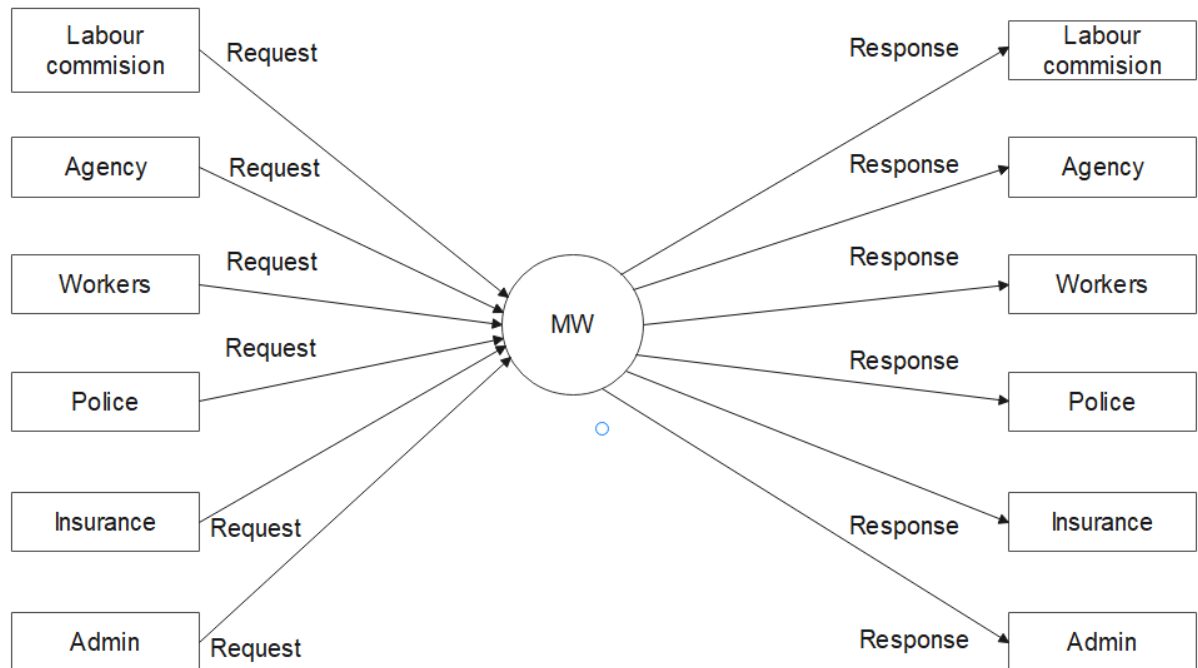 Labour
commision
Request
Response
Labour
commision
Agency
Request
Response
Agency
Workers
Request
Response
Workers
MW
Police
Request
Response
Police
Insurance
Request
Response
Insurance
Admin
Request
Response
Admin